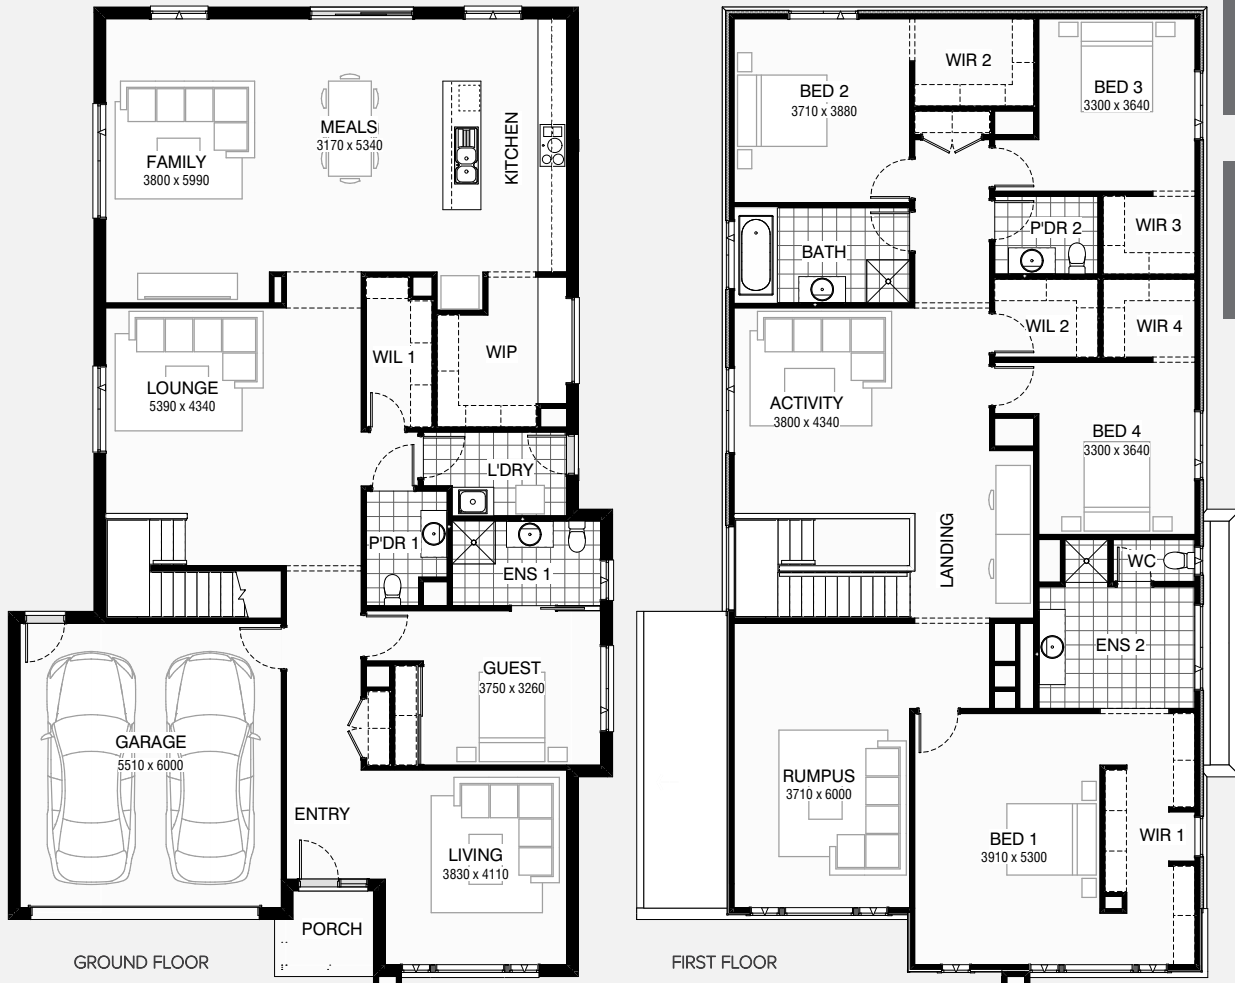 MEALS
3170 x 5340
FAMILY
3800 x 5990
KITCHEN
WIL 1
WIP
LOUNGE
5390 x 4340
L'DRY
P'DR 1
ENS 1
GUEST
3750 x 3260
GARAGE
5510 x 6000
ENTRY
LIVING
3830 x 4110
PORCH
GROUND FLOOR
WIR 2
BED 2
3710 x 3880
BED 3
3300 x 3640
BATH
P'DR 2
WIR 3
WIL 2
WIR 4
ACTIVITY
3800 x 4340
BED 4
3300 x 3640
LANDING
WC
ENS 2
RUMPUS
3710 x 6000
BED 1
3910 x 5300
WIR 1
FIRST FLOOR